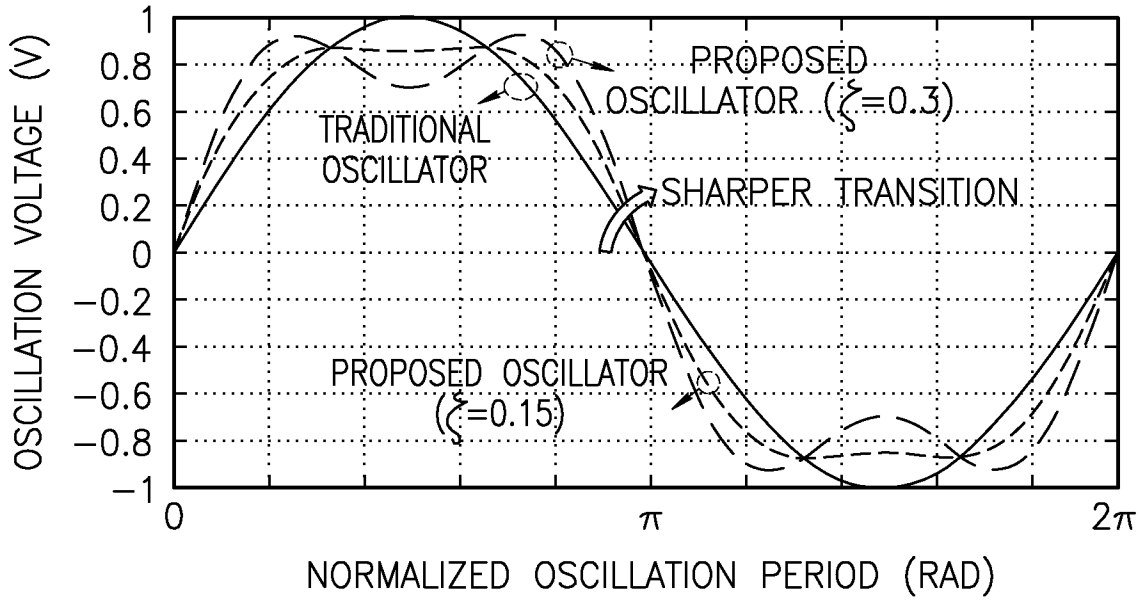 OSCILLATION VOLTAGE (V)
1
0.8
0.6
0.4
0.2
0
−0.2
−0.4
−0.6
−0.8
−1
PROPOSED
OSCILLATOR (ξ=0.3)
TRADITIONAL
OSCILLATOR
SHARPER TRANSITION
PROPOSED OSCILLATOR
(ξ=0.15)
0
π
2π
NORMALIZED OSCILLATION PERIOD (RAD)